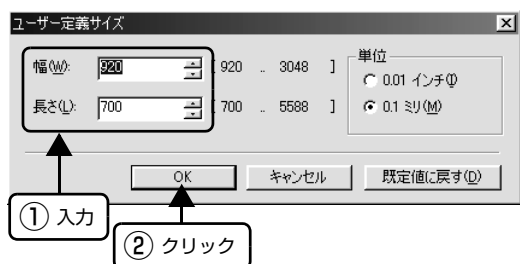 ユーザー定義サイズ
幅(W): 920 [ 920 .. 3048 ]
長さ(L): 700 [ 700 .. 5588 ]
単位
0.01 インチ(I)
0.1 ミリ(M)
OK キャンセル 既定値に戻す(D)
① 入力
② クリック